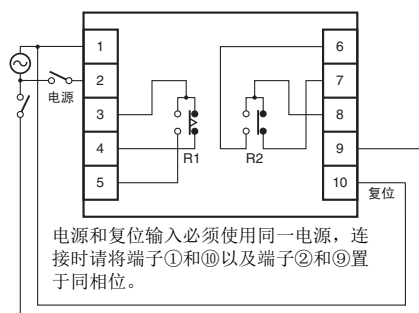 1
2
3
4
5
6
7
8
9
10
电源
R1
R2
复位
电源和复位输入必须使用同一电源，连
接时请将端子①和⑩以及端子②和⑨置
于同相位。